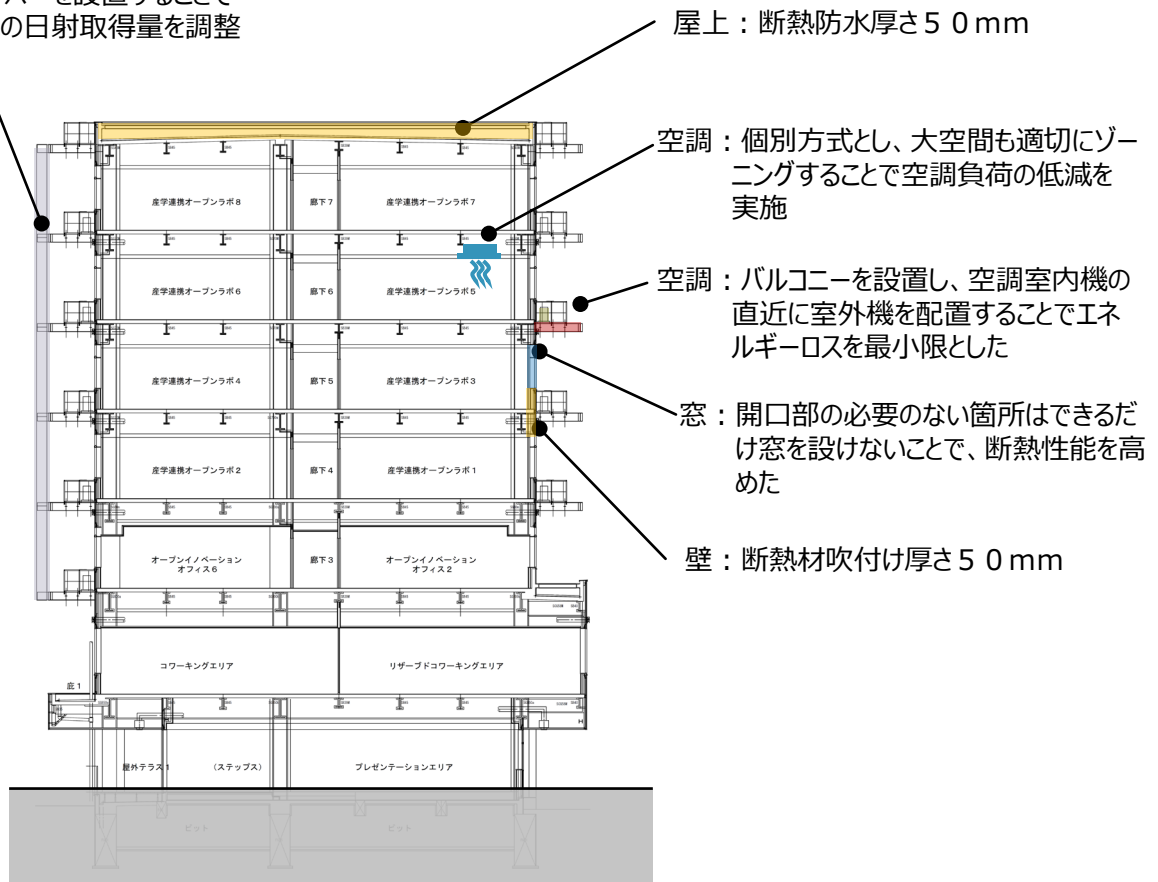 バーを設置することで
の日射取得量を調整
屋上：断熱防水厚さ５０mm
空調：個別方式とし、大空間も適切にゾー
ニングすることで空調負荷の低減を
実施
空調：バルコニーを設置し、空調室内機の
直近に室外機を配置することでエネ
ルギーロスを最小限とした
窓：開口部の必要のない箇所はできるだ
け窓を設けないことで、断熱性能を高
めた
壁：断熱材吹付け厚さ５０mm
産学連携オープンラボ８
廊下７
産学連携オープンラボ７
産学連携オープンラボ６
廊下６
産学連携オープンラボ５
産学連携オープンラボ４
廊下５
産学連携オープンラボ３
産学連携オープンラボ２
廊下４
産学連携オープンラボ１
オープンイノベーション
オフィス６
廊下３
オープンイノベーション
オフィス２
コワーキングエリア
リザーブドコワーキングエリア
庇１
屋外テラス１
（ステップス）
プレゼンテーションエリア
ピット
ピット